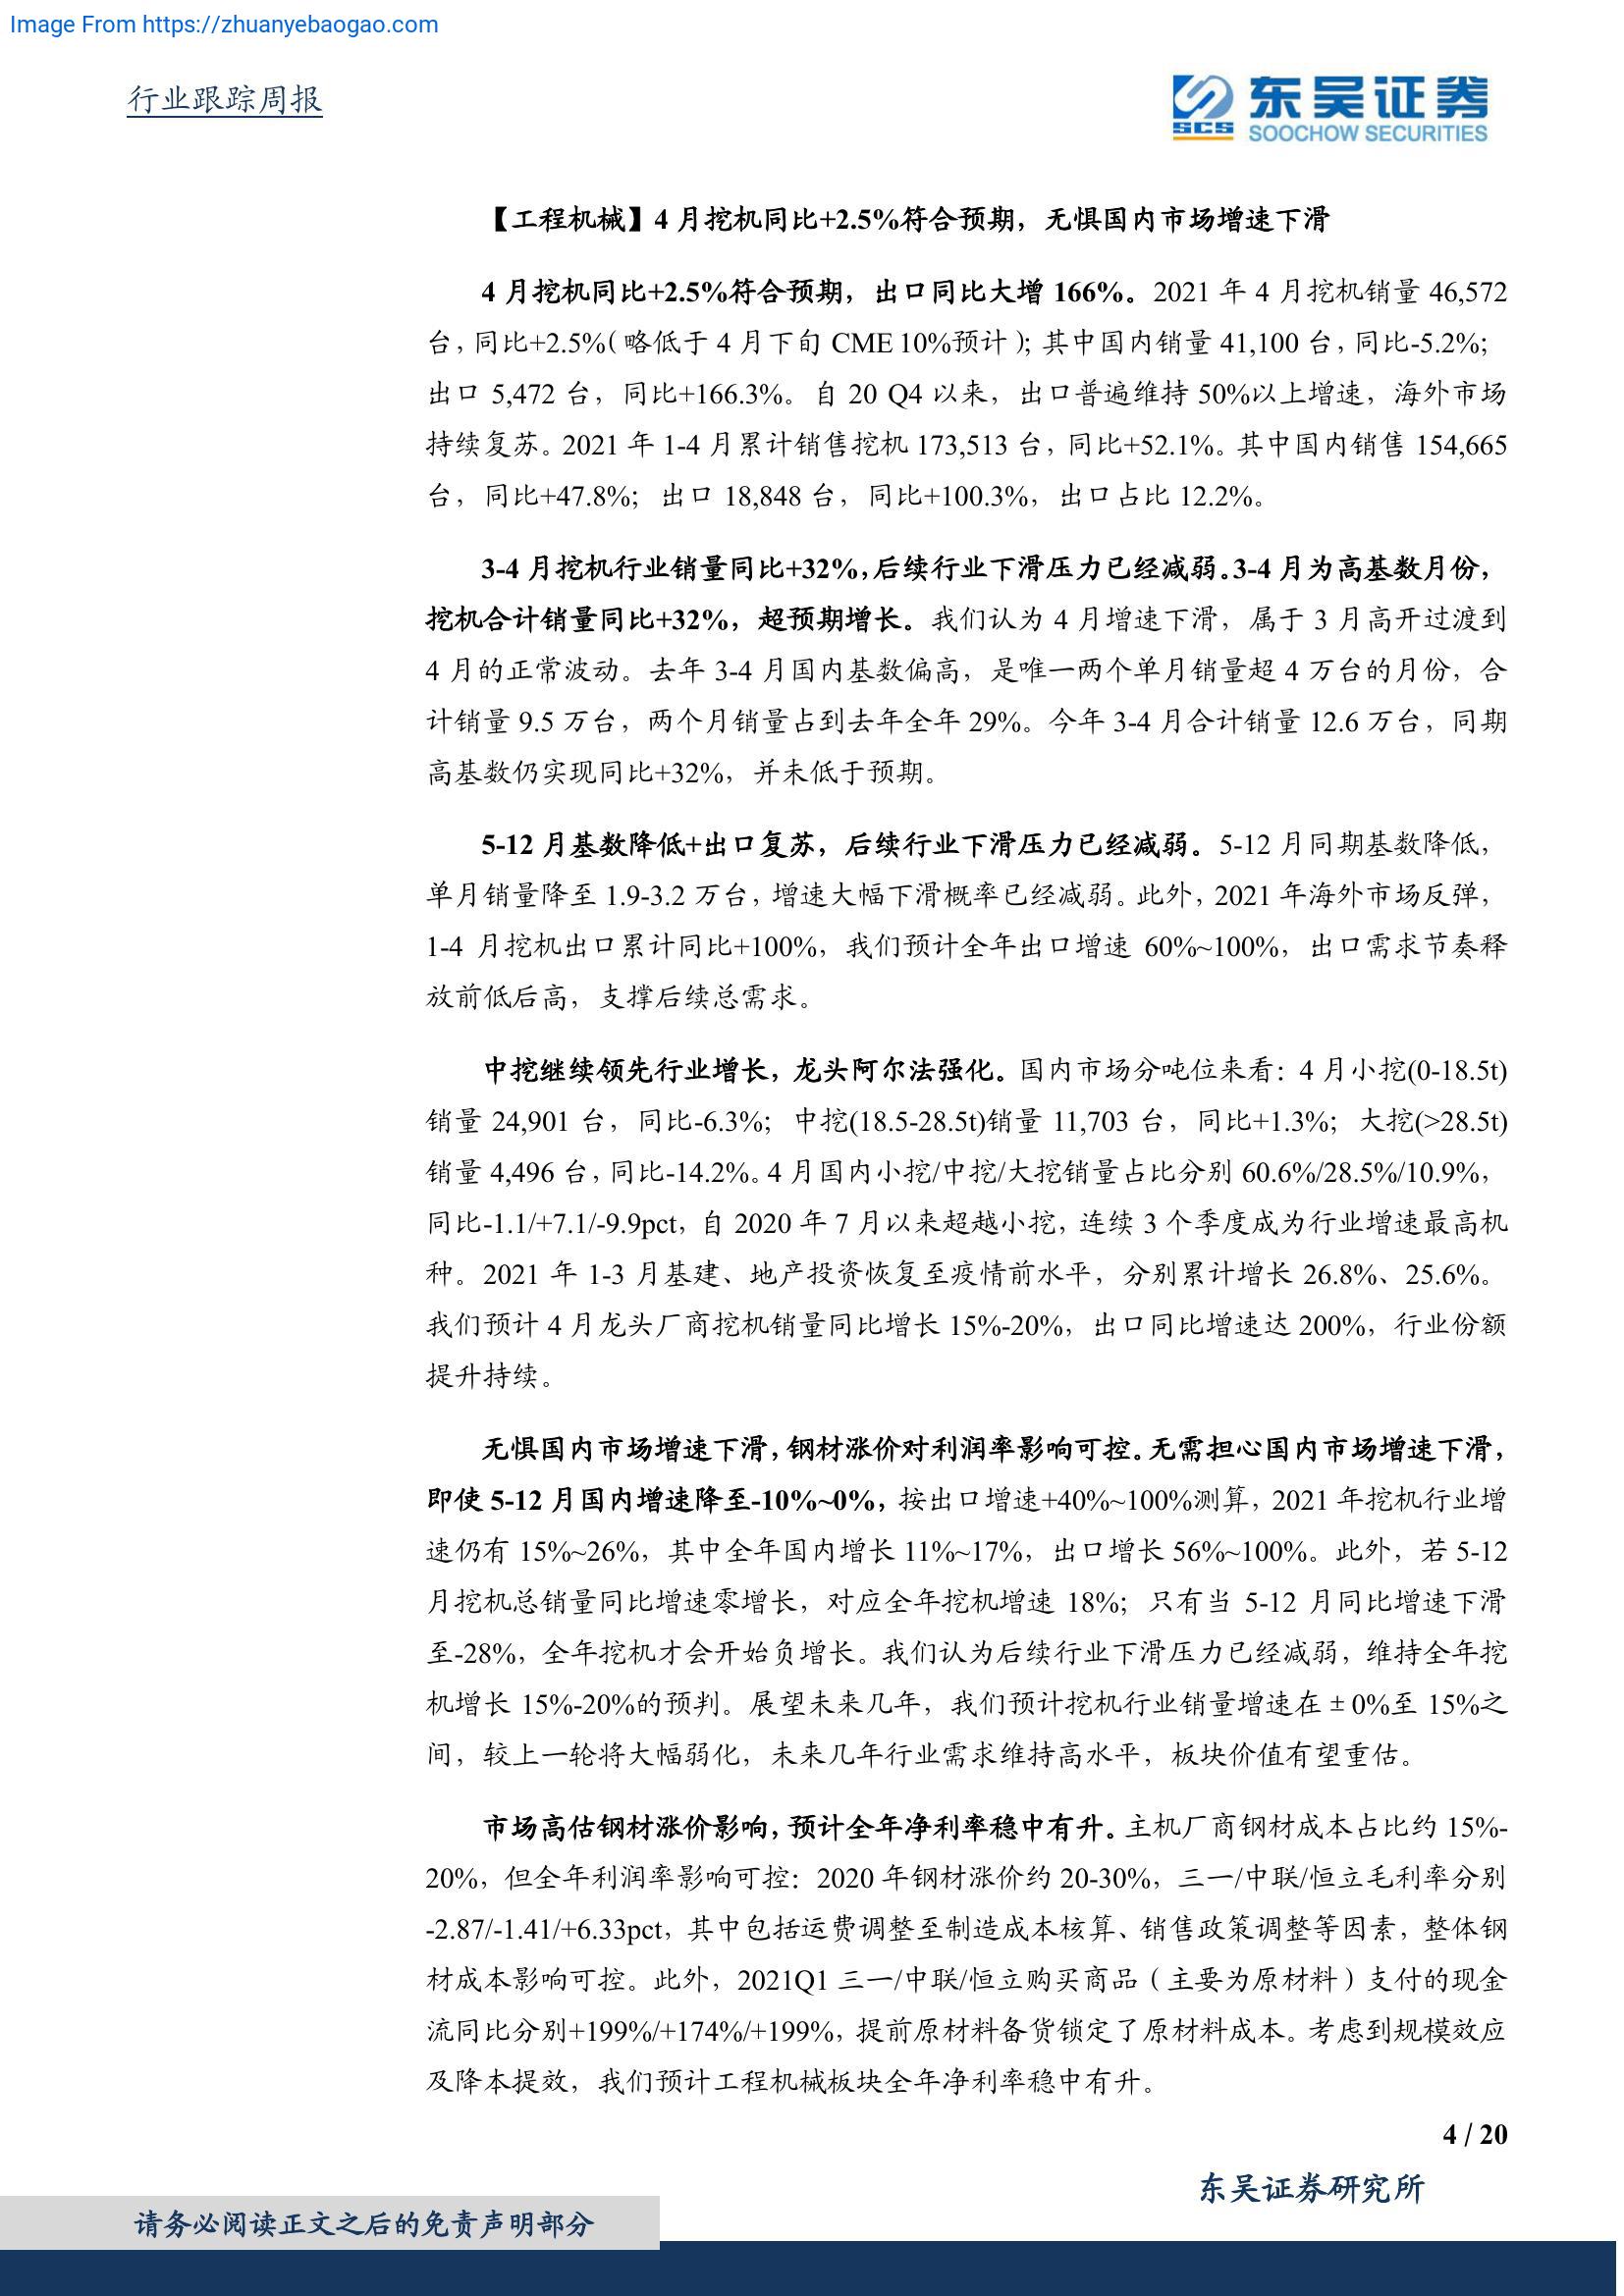 Image From https://zhuanyebaogao.com
行业跟踪周报
SCS
东吴证券
SOOCHOW SECURITIES
【工程机械】4 月挖机同比+2.5%符合预期，无惧国内市场增速下滑
4 月挖机同比+2.5%符合预期，出口同比大增 166%。2021 年 4 月挖机销量 46,572
台，同比+2.5%（略低于 4 月下旬 CME 10%预计）；其中国内销量 41,100 台，同比-5.2%；
出口 5,472 台，同比+166.3%。自 20 Q4 以来，出口普遍维持 50%以上增速，海外市场
持续复苏。2021 年 1-4 月累计销售挖机 173,513 台，同比+52.1%。其中国内销售 154,665
台，同比+47.8%；出口 18,848 台，同比+100.3%，出口占比 12.2%。
3-4 月挖机行业销量同比+32%，后续行业下滑压力已经减弱。3-4 月为高基数月份，
挖机合计销量同比+32%，超预期增长。我们认为 4 月增速下滑，属于 3 月高开过渡到
4 月的正常波动。去年 3-4 月国内基数偏高，是唯一两个单月销量超 4 万台的月份，合
计销量 9.5 万台，两个月销量占到去年全年 29%。今年 3-4 月合计销量 12.6 万台，同期
高基数仍实现同比+32%，并未低于预期。
5-12 月基数降低+出口复苏，后续行业下滑压力已经减弱。5-12 月同期基数降低，
单月销量降至 1.9-3.2 万台，增速大幅下滑概率已经减弱。此外，2021 年海外市场反弹，
1-4 月挖机出口累计同比+100%，我们预计全年出口增速 60%~100%，出口需求节奏释
放前低后高，支撑后续总需求。
中挖继续领先行业增长，龙头阿尔法强化。国内市场分吨位来看：4 月小挖(0-18.5t)
销量 24,901 台，同比-6.3%；中挖(18.5-28.5t)销量 11,703 台，同比+1.3%；大挖(>28.5t)
销量 4,496 台，同比-14.2%。4 月国内小挖/中挖/大挖销量占比分别 60.6%/28.5%/10.9%，
同比-1.1/+7.1/-9.9pct，自 2020 年 7 月以来超越小挖，连续 3 个季度成为行业增速最高机
种。2021 年 1-3 月基建、地产投资恢复至疫情前水平，分别累计增长 26.8%、25.6%。
我们预计 4 月龙头厂商挖机销量同比增长 15%-20%，出口同比增速达 200%，行业份额
提升持续。
无惧国内市场增速下滑，钢材涨价对利润率影响可控。无需担心国内市场增速下滑，
即使 5-12 月国内增速降至-10%~0%，按出口增速+40%~100%测算，2021 年挖机行业增
速仍有 15%~26%，其中全年国内增长 11%~17%，出口增长 56%~100%。此外，若 5-12
月挖机总销量同比增速零增长，对应全年挖机增速 18%；只有当 5-12 月同比增速下滑
至-28%，全年挖机才会开始负增长。我们认为后续行业下滑压力已经减弱，维持全年挖
机增长 15%-20%的预判。展望未来几年，我们预计挖机行业销量增速在 ± 0%至 15%之
间，较上一轮将大幅弱化，未来几年行业需求维持高水平，板块价值有望重估。
市场高估钢材涨价影响，预计全年净利率稳中有升。主机厂商钢材成本占比约 15%-
20%，但全年利润率影响可控：2020 年钢材涨价约 20-30%，三一/中联/恒立毛利率分别
-2.87/-1.41/+6.33pct，其中包括运费调整至制造成本核算、销售政策调整等因素，整体钢
材成本影响可控。此外，2021Q1 三一/中联/恒立购买商品（主要为原材料）支付的现金
流同比分别+199%/+174%/+199%，提前原材料备货锁定了原材料成本。考虑到规模效应
及降本提效，我们预计工程机械板块全年净利率稳中有升。
4 / 20
东吴证券研究所
请务必阅读正文之后的免责声明部分